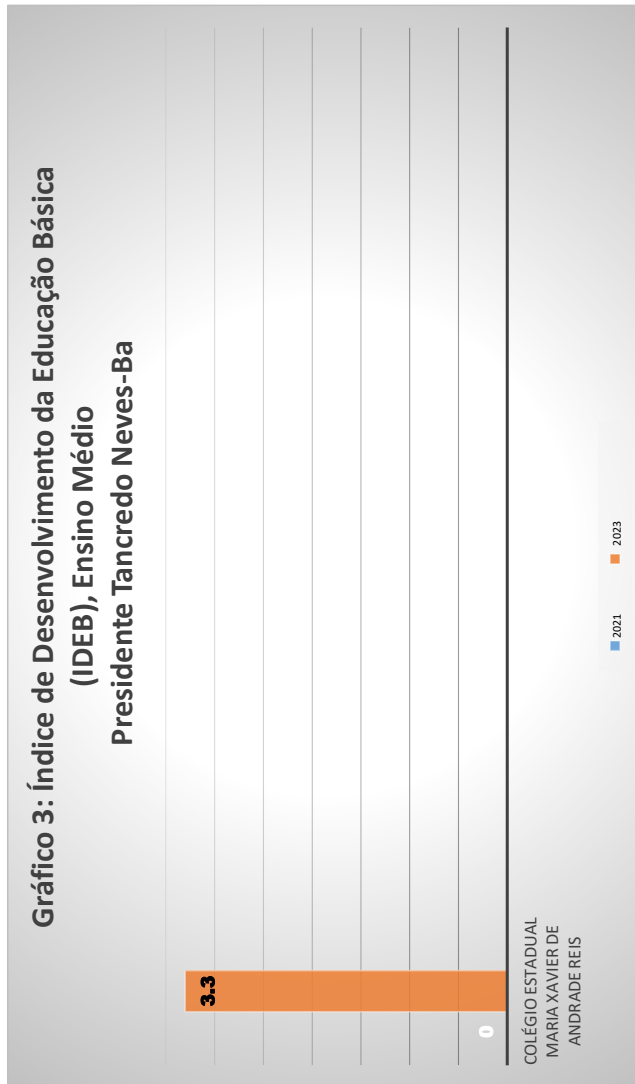 Gráfico 3: Índice de Desenvolvimento da Educação Básica
(IDEB), Ensino Médio
Presidente Tancredo Neves-Ba
0
3.3
COLÉGIO ESTADUAL
MARIA XAVIER DE
ANDRADE REIS
2021
2023